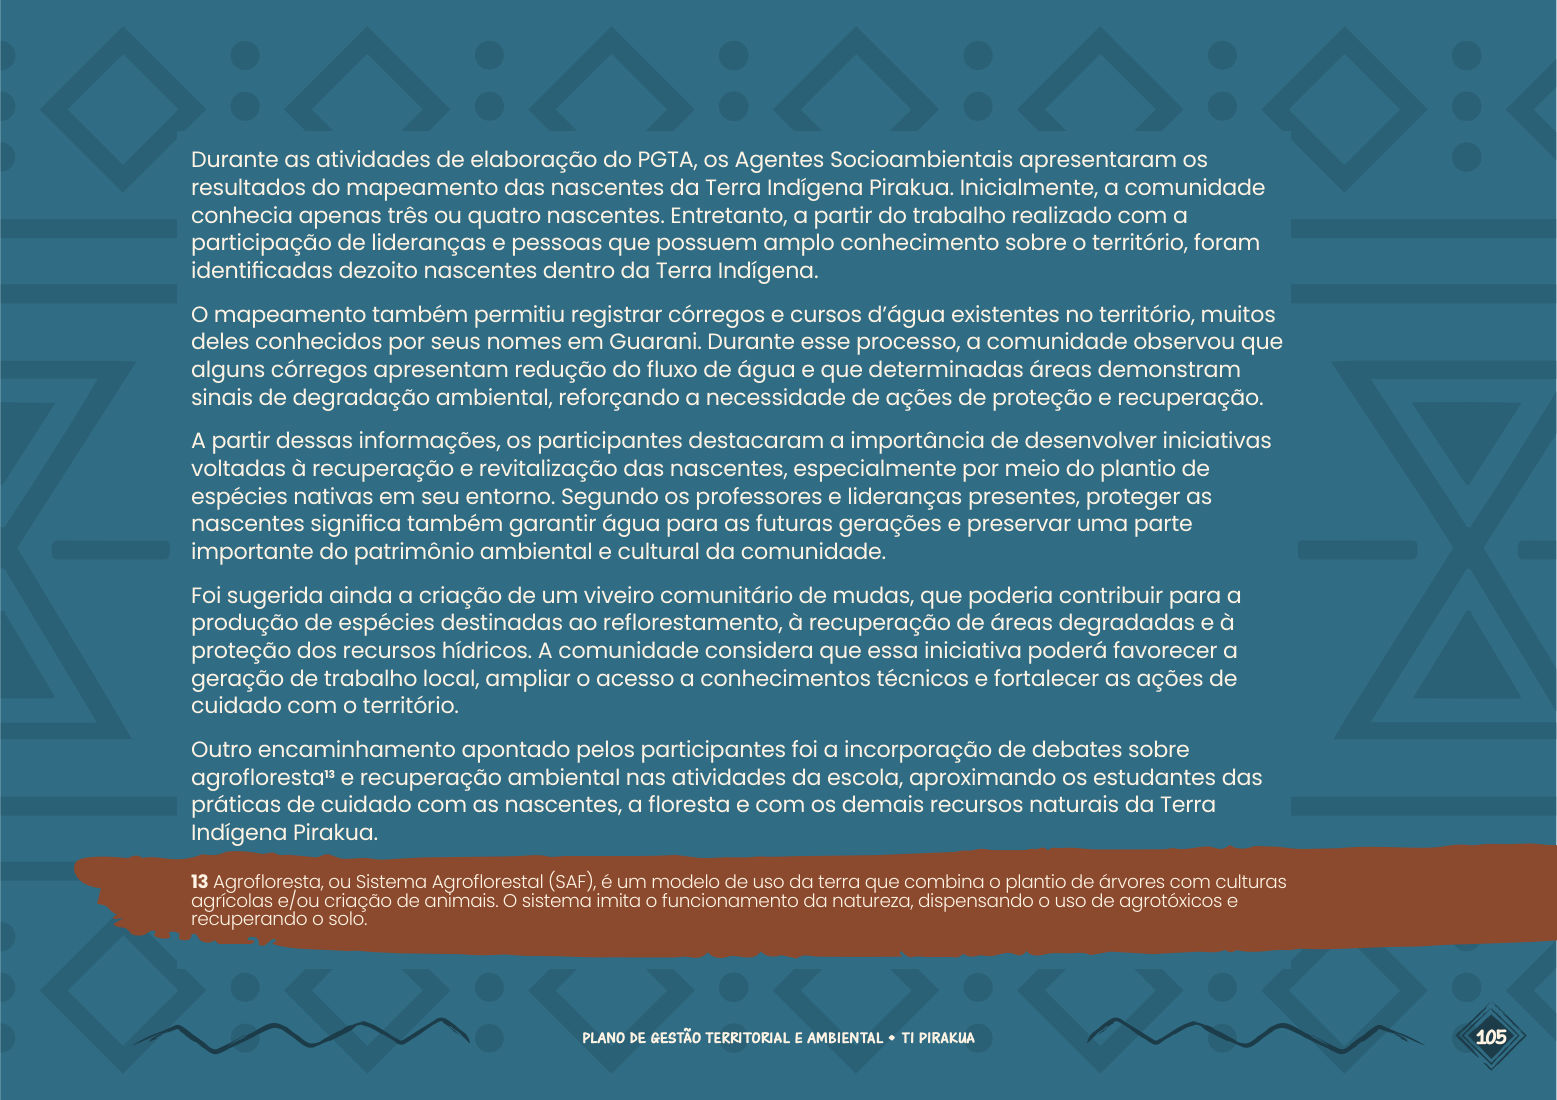 Durante as atividades de elaboração do PGTA, os Agentes Socioambientais apresentaram os
resultados do mapeamento das nascentes da Terra Indígena Pirakua. Inicialmente, a comunidade
conhecia apenas três ou quatro nascentes. Entretanto, a partir do trabalho realizado com a
participação de lideranças e pessoas que possuem amplo conhecimento sobre o território, foram
identificadas dezoito nascentes dentro da Terra Indígena.
O mapeamento também permitiu registrar córregos e cursos d’água existentes no território, muitos
deles conhecidos por seus nomes em Guarani. Durante esse processo, a comunidade observou que
alguns córregos apresentam redução do fluxo de água e que determinadas áreas demonstram
sinais de degradação ambiental, reforçando a necessidade de ações de proteção e recuperação.
A partir dessas informações, os participantes destacaram a importância de desenvolver iniciativas
voltadas à recuperação e revitalização das nascentes, especialmente por meio do plantio de
espécies nativas em seu entorno. Segundo os professores e lideranças presentes, proteger as
nascentes significa também garantir água para as futuras gerações e preservar uma parte
importante do patrimônio ambiental e cultural da comunidade.
Foi sugerida ainda a criação de um viveiro comunitário de mudas, que poderia contribuir para a
produção de espécies destinadas ao reflorestamento, à recuperação de áreas degradadas e à
proteção dos recursos hídricos. A comunidade considera que essa iniciativa poderá favorecer a
geração de trabalho local, ampliar o acesso a conhecimentos técnicos e fortalecer as ações de
cuidado com o território.
Outro encaminhamento apontado pelos participantes foi a incorporação de debates sobre
agrofloresta¹³ e recuperação ambiental nas atividades da escola, aproximando os estudantes das
práticas de cuidado com as nascentes, a floresta e com os demais recursos naturais da Terra
Indígena Pirakua.
13 Agrofloresta, ou Sistema Agroflorestal (SAF), é um modelo de uso da terra que combina o plantio de árvores com culturas
agrícolas e/ou criação de animais. O sistema imita o funcionamento da natureza, dispensando o uso de agrotóxicos e
recuperando o solo.
PLANO DE GESTÃO TERRITORIAL E AMBIENTAL • TI PIRAKUA
105